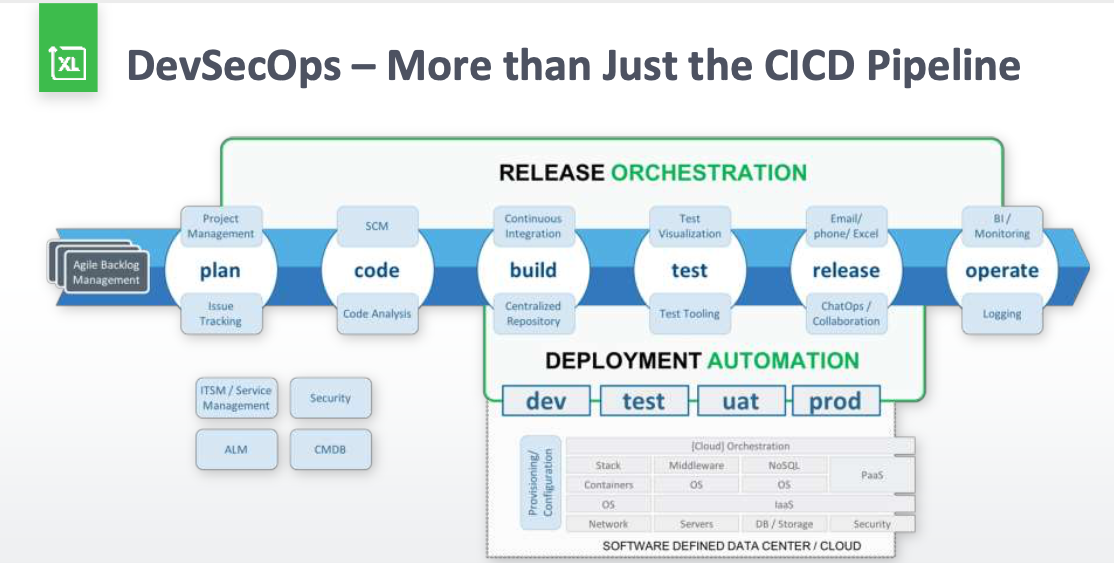 XL
DevSecOps – More than Just the CICD Pipeline
RELEASE ORCHESTRATION
Agile Backlog
Management
Project
Management
plan
Issue
Tracking
SCM
code
Code Analysis
Continuous
Integration
build
Centralized
Repository
Test
Visualization
test
Test Tooling
Email/
phone/ Excel
release
ChatOps /
Collaboration
BI /
Monitoring
operate
Logging
DEPLOYMENT AUTOMATION
dev test uat prod
ITSM / Service
Management
Security
ALM
CMDB
Provisioning/
Configuration
[Cloud] Orchestration
Stack Middleware NoSQL
PaaS
Containers OS OS
OS IaaS
Network Servers DB / Storage Security
SOFTWARE DEFINED DATA CENTER / CLOUD